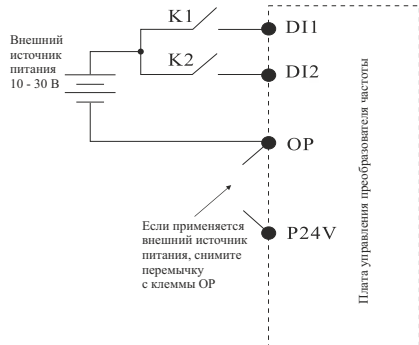 K1
DI1
Внешний
источник
питания
10 - 30 В
K2
DI2
OP
Если применяется
внешний источник
питания, снимите
перемычку
с клеммы ОР
P24V
Плата управления преобразователя частоты